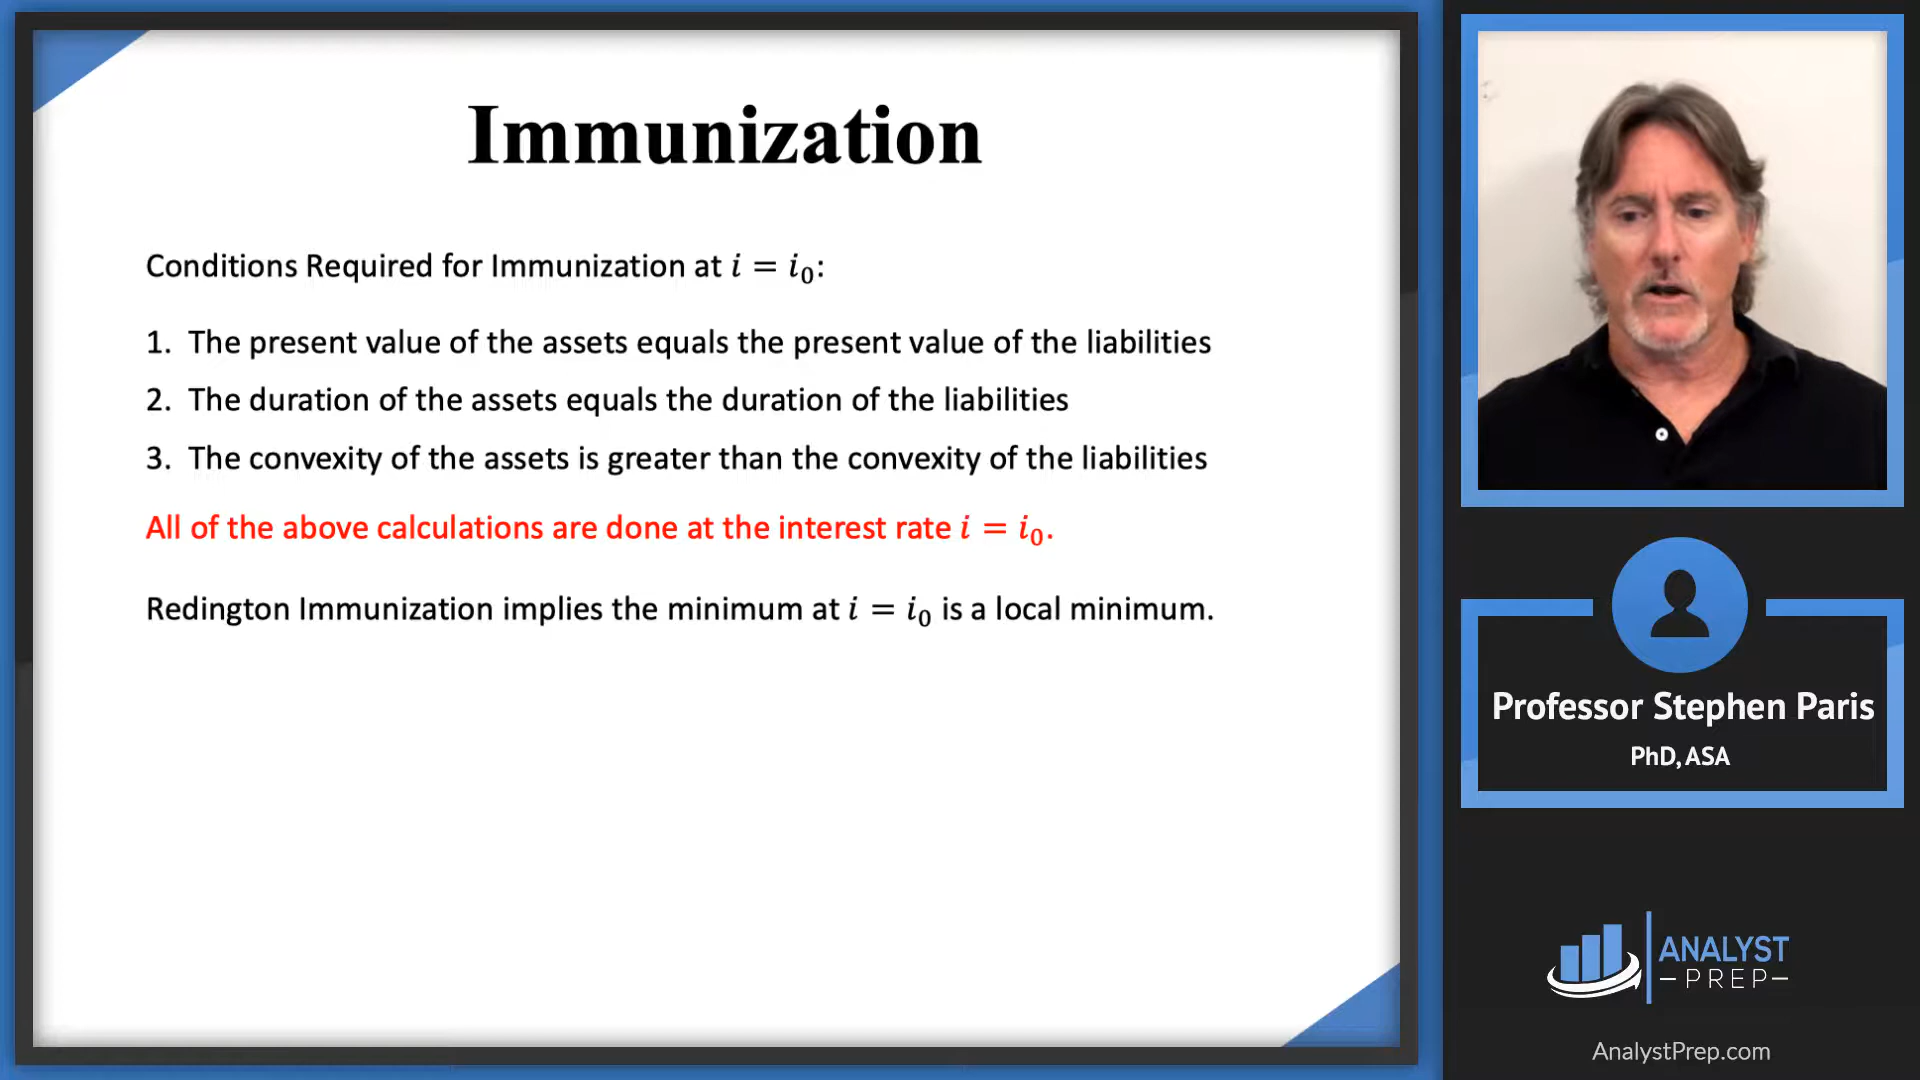 Immunization
Conditions Required for Immunization at i = i₀:
1. The present value of the assets equals the present value of the liabilities
2. The duration of the assets equals the duration of the liabilities
3. The convexity of the assets is greater than the convexity of the liabilities
All of the above calculations are done at the interest rate i = i₀.
Redington Immunization implies the minimum at i = i₀ is a local minimum.
Professor Stephen Paris
PhD, ASA
ANALYST
PREP
AnalystPrep.com